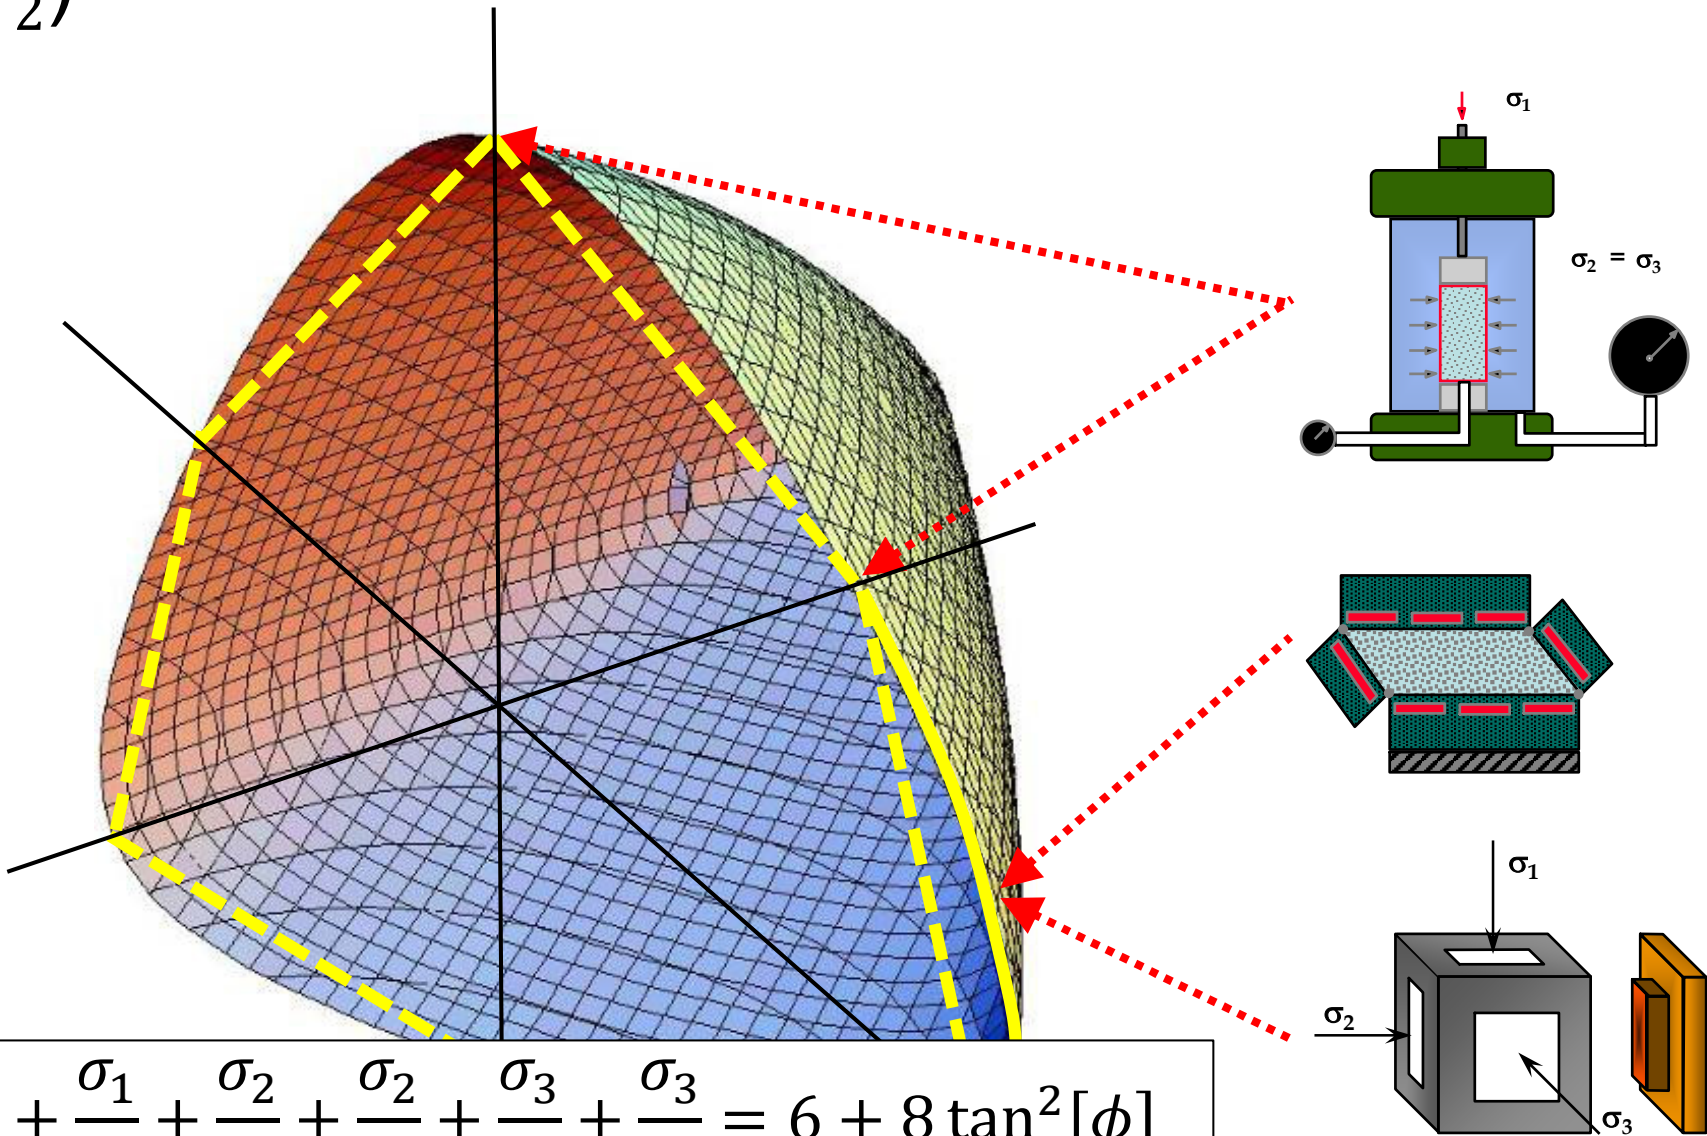 2)
σ1
σ2 = σ3
σ1
σ2
σ3
+ σ1 + σ2 + σ2 + σ3 + σ3 = 6 + 8 tan²[ϕ]